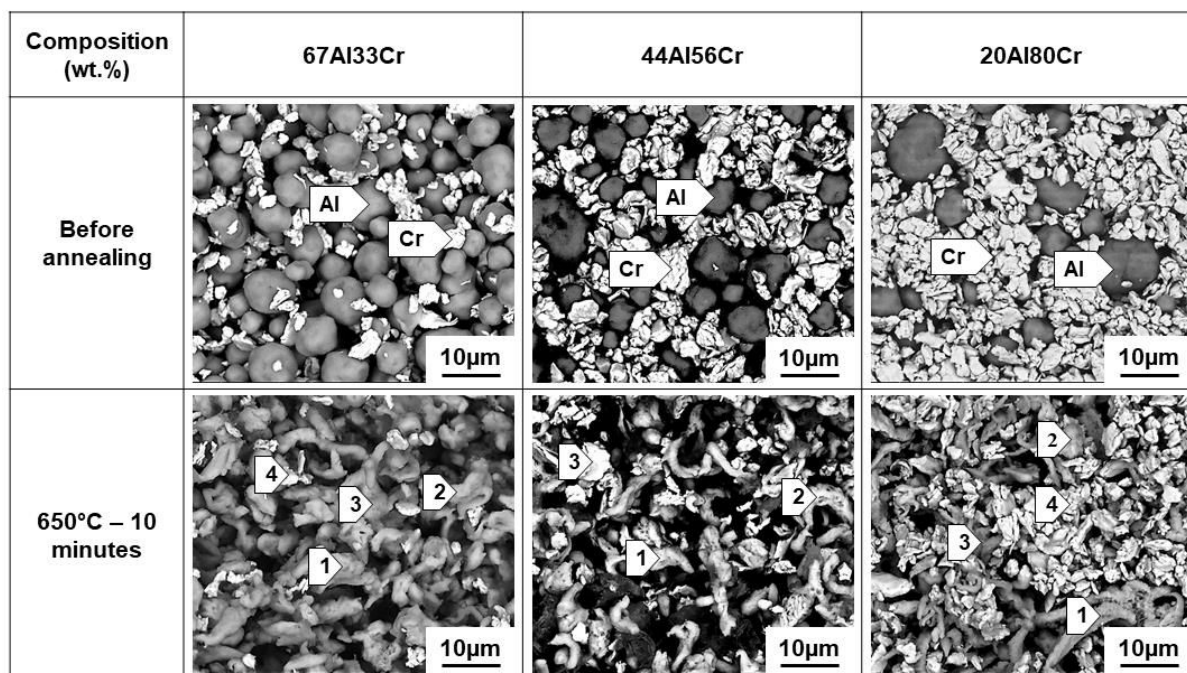 Composition
(wt.%)
67Al33Cr
44Al56Cr
20Al80Cr
Before
annealing
Al
Cr
10µm
Al
Cr
10µm
Cr
Al
10µm
650°C – 10
minutes
4
3
2
1
10µm
3
2
1
10µm
2
4
3
1
10µm